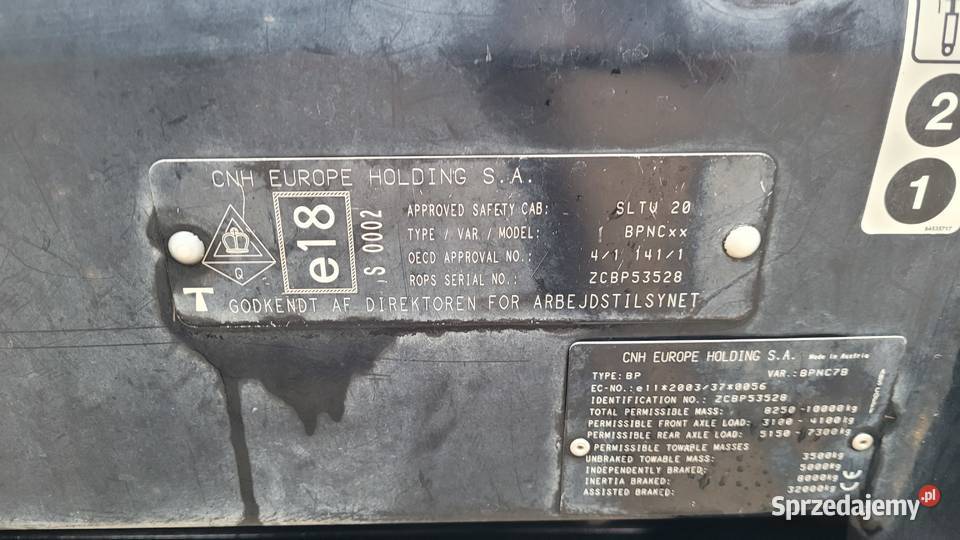 CNH EUROPE HOLDING S.A.
e18
S 0002
Q
APPROVED SAFETY CAB: SLTV 20
TYPE / VAR / MODEL: BPNCxx
OECD APPROVAL NO.: 4/1 141/1
ROPS SERIAL NO.: ZCBP53528
T GODKENDT AF DIREKTOREN FOR ARBEJDSTILSYNET
2
1
84535717
CNH EUROPE HOLDING S.A. Made in Austria
TYPE: BP VAR.: BPNC7B
EC-NO.: e11*2003/37*0056
IDENTIFICATION NO.: ZCBP53528
TOTAL PERMISSIBLE MASS: 8250 - 10000kg
PERMISSIBLE FRONT AXLE LOAD: 3100 - 4100kg
PERMISSIBLE REAR AXLE LOAD: 5150 - 7300kg
PERMISSIBLE TOWABLE MASSES
UNBRAKED TOWABLE MASS: 3500kg
INDEPENDENTLY BRAKED: 5000kg
INERTIA BRAKED: 8000kg
ASSISTED BRAKED: 32000kg
CE
Sprzedajemy.pl